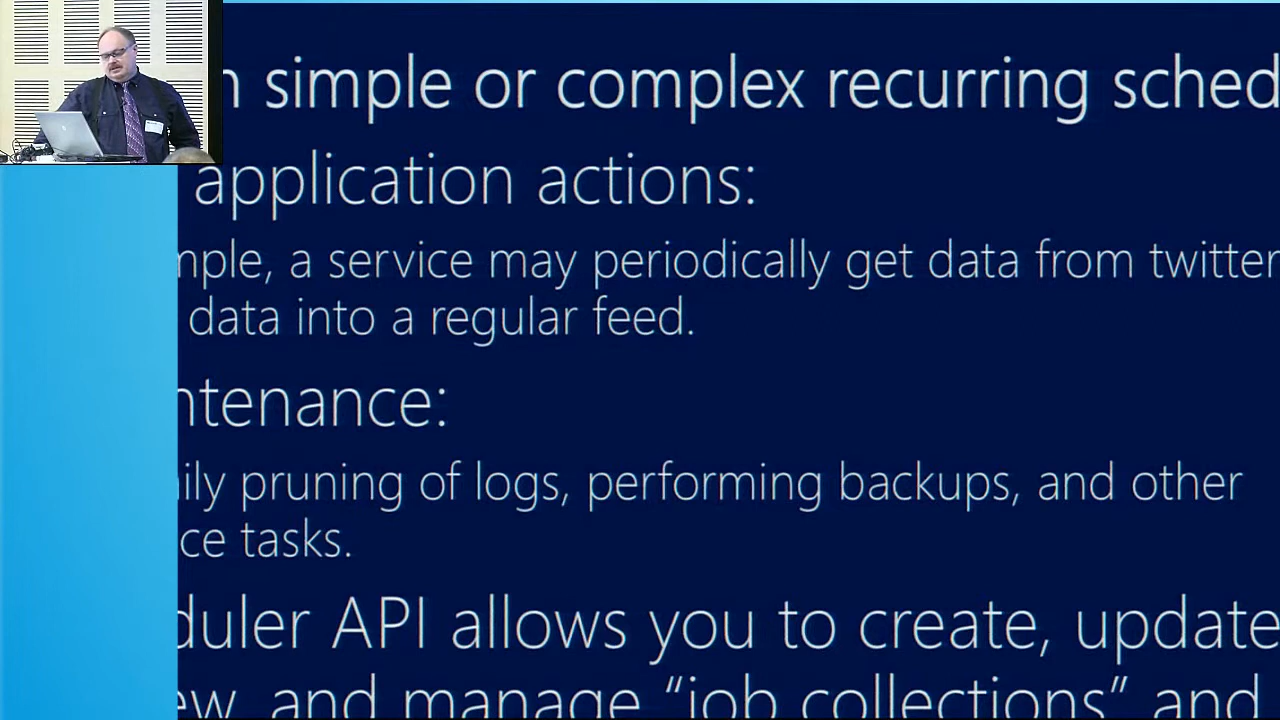 simple or complex recurring sched
application actions:
mple, a service may periodically get data from twitter
data into a regular feed.
ntenance:
ily pruning of logs, performing backups, and other
ce tasks.
duler API allows you to create, update
ew, and manage “job collections” and